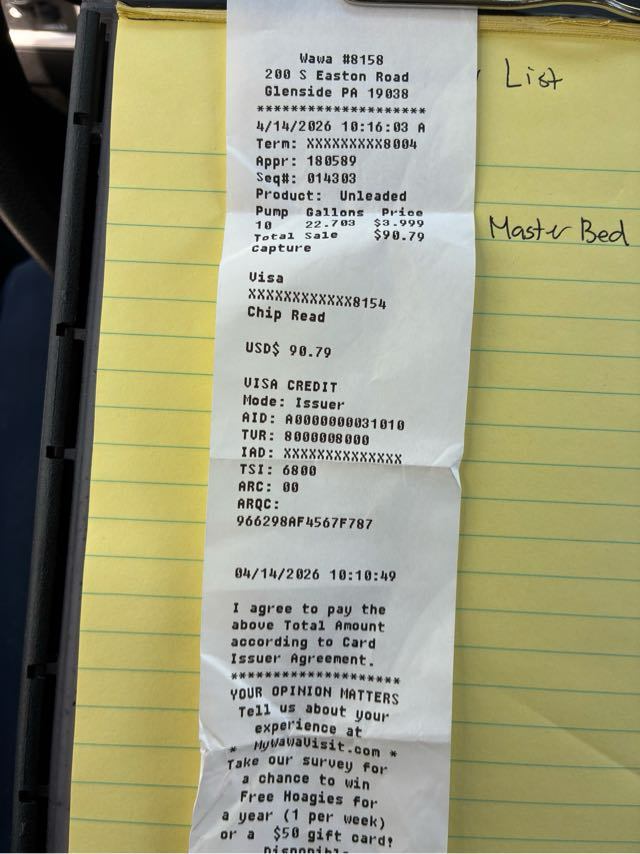 Wawa #8158
200 S Easton Road
Glenside PA 19038
********************
4/14/2026 10:16:03 A
Term: XXXXXXXXX8004
Appr: 180589
Seq#: 014303
Product: Unleaded
Pump Gallons Price
10 22.703 $3.999
Total Sale $90.79
capture
Visa
XXXXXXXXXXXX8154
Chip Read
USD$ 90.79
VISA CREDIT
Mode: Issuer
AID: A0000000031010
TVR: 8000008000
IAD: XXXXXXXXXXXXXX
TSI: 6800
ARC: 00
ARQC:
966298AF4567F787
04/14/2026 10:10:49
I agree to pay the
above Total Amount
according to Card
Issuer Agreement.
********************
YOUR OPINION MATTERS
Tell us about your
experience at
* MyWawaVisit.com *
Take our survey for
a chance to win
Free Hoagies for
a year (1 per week)
or a $50 gift card!
List
Master Bed